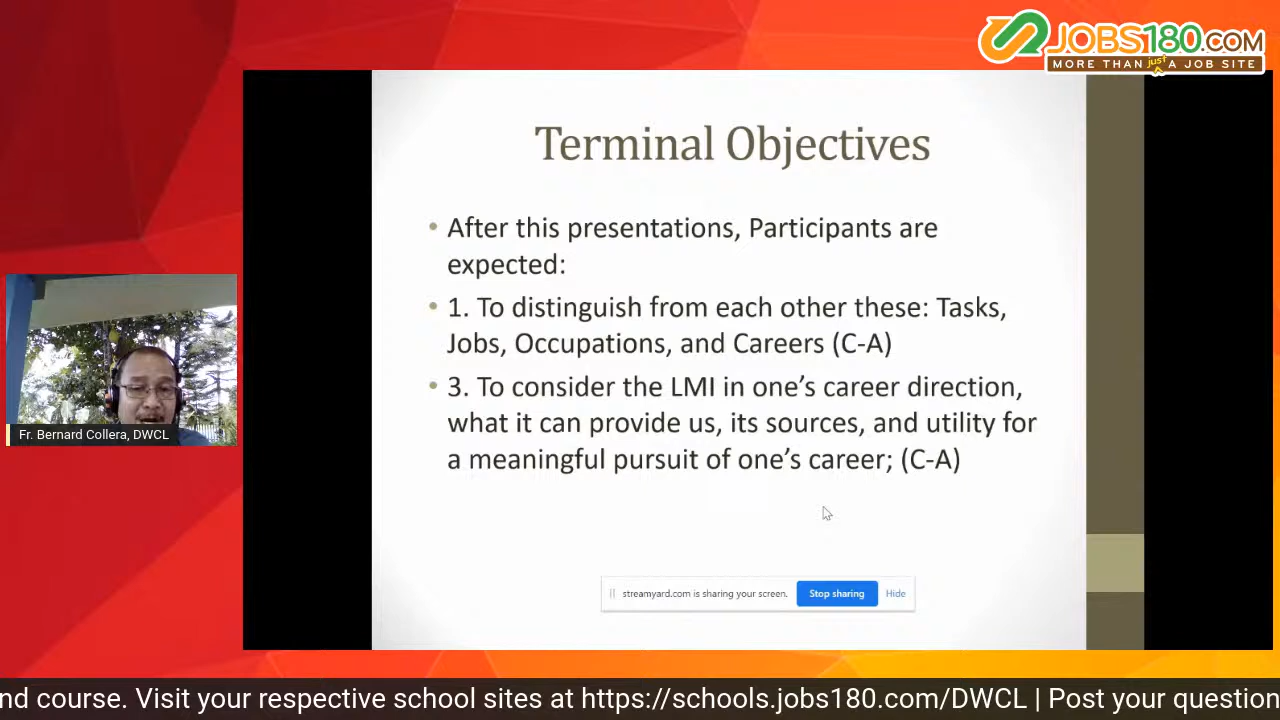 JOBS180.COM
MORE THAN just A JOB SITE
Terminal Objectives
• After this presentations, Participants are
expected:
• 1. To distinguish from each other these: Tasks,
Jobs, Occupations, and Careers (C-A)
• 3. To consider the LMI in one’s career direction,
what it can provide us, its sources, and utility for
a meaningful pursuit of one’s career; (C-A)
Fr. Bernard Collera, DWCL
streamyard.com is sharing your screen. Stop sharing Hide
nd course. Visit your respective school sites at https://schools.jobs180.com/DWCL | Post your question